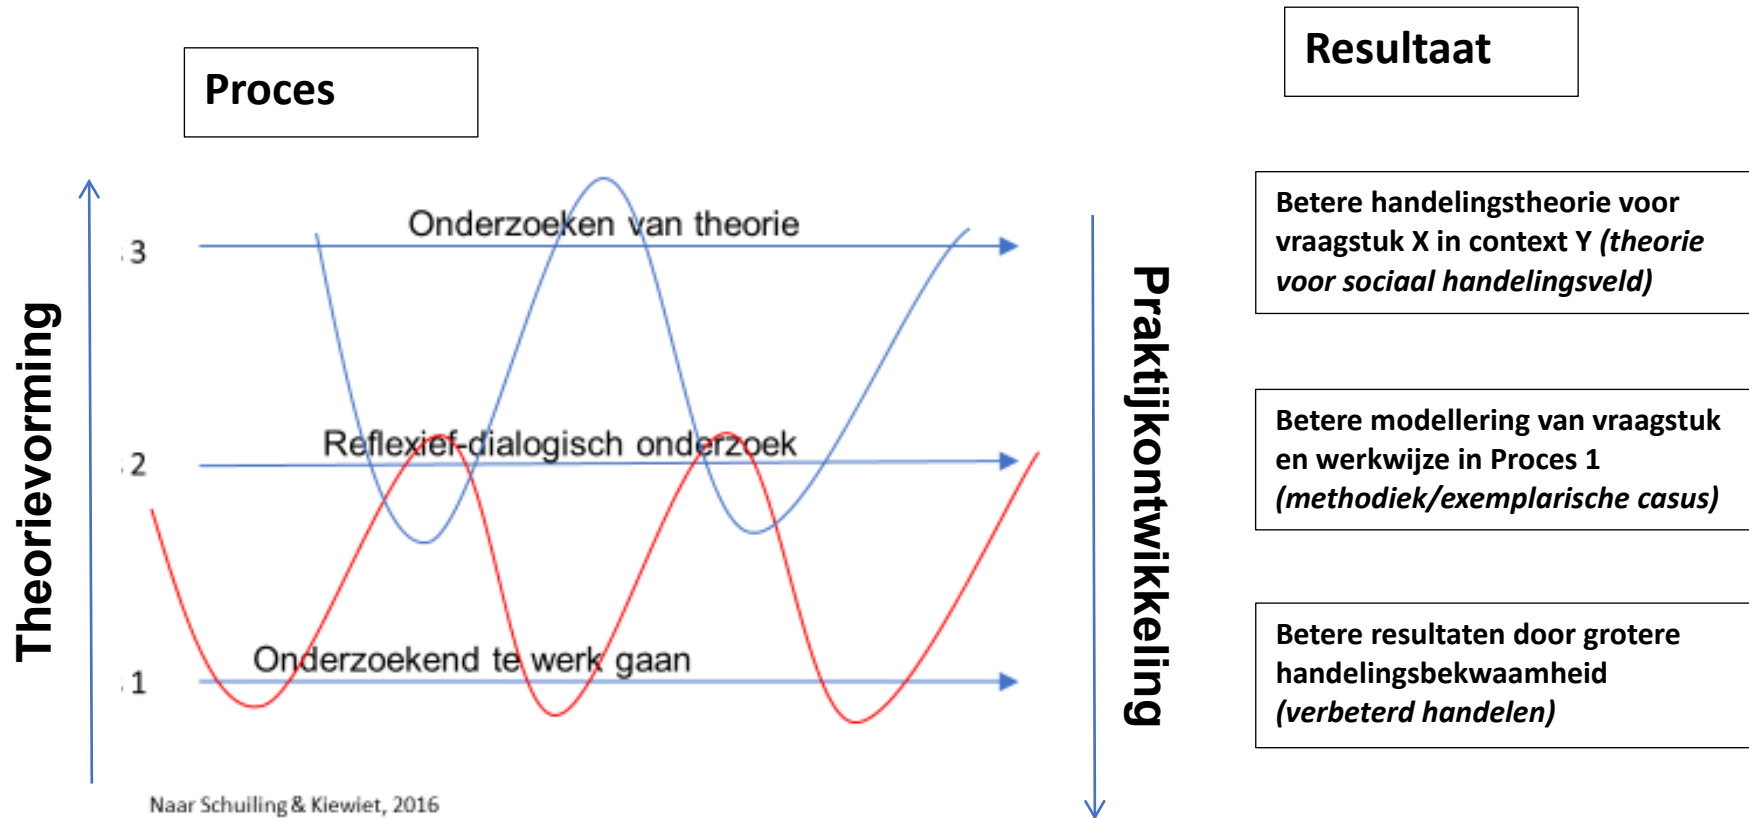 Proces
Resultaat
Theorievorming
: 3
Onderzoeken van theorie
: 2
Reflexief-dialogisch onderzoek
: 1
Onderzoekend te werk gaan
Praktijkontwikkeling
Betere handelingstheorie voor
vraagstuk X in context Y (theorie
voor sociaal handelingsveld)
Betere modellering van vraagstuk
en werkwijze in Proces 1
(methodiek/exemplarische casus)
Betere resultaten door grotere
handelingsbekwaamheid
(verbeterd handelen)
Naar Schuiling & Kiewiet, 2016